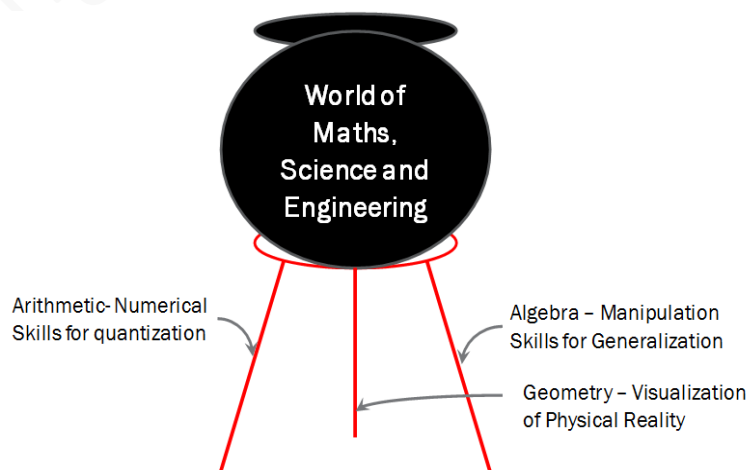 World of
Maths,
Science and
Engineering
Arithmetic- Numerical
Skills for quantization
Algebra – Manipulation
Skills for Generalization
Geometry – Visualization
of Physical Reality